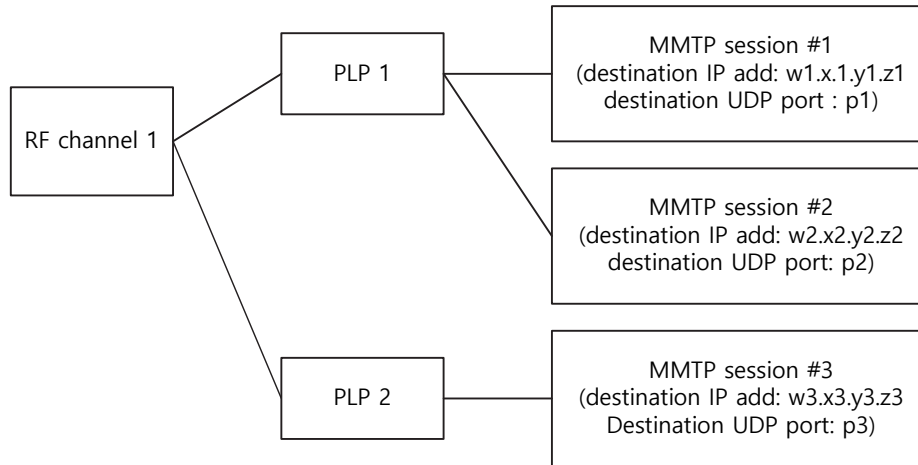 RF channel 1
PLP 1
PLP 2
MMTP session #1
(destination IP add: w1.x.1.y1.z1
destination UDP port : p1)
MMTP session #2
(destination IP add: w2.x2.y2.z2
destination UDP port: p2)
MMTP session #3
(destination IP add: w3.x3.y3.z3
Destination UDP port: p3)